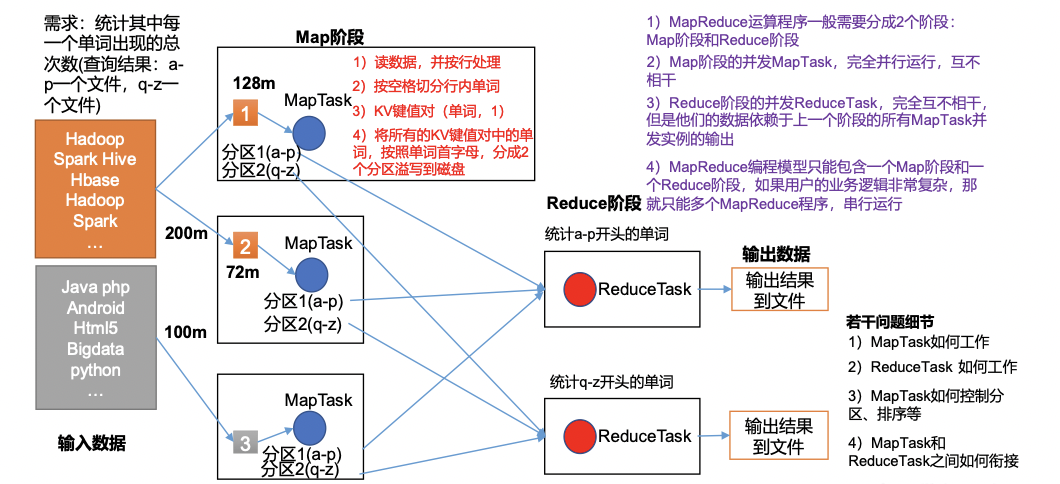 需求：统计其中每
一个单词出现的总
次数(查询结果：a-
p一个文件，q-z一
个文件)
Hadoop
Spark Hive
Hbase
Hadoop
Spark
…
200m
Java php
Android
Html5
Bigdata
python
…
100m
输入数据
Map阶段
128m
1
MapTask
分区1(a-p)
分区2(q-z)
1）读数据，并按行处理
2）按空格切分行内单词
3）KV键值对（单词，1）
4）将所有的KV键值对中的单
词，按照单词首字母，分成2
个分区溢写到磁盘
2
72m
MapTask
分区1(a-p)
分区2(q-z)
3
MapTask
分区1(a-p)
分区2(q-z)
Reduce阶段
统计a-p开头的单词
ReduceTask
统计q-z开头的单词
ReduceTask
输出数据
输出结果
到文件
输出结果
到文件
1）MapReduce运算程序一般需要分成2个阶段：
Map阶段和Reduce阶段
2）Map阶段的并发MapTask，完全并行运行，互不
相干
3）Reduce阶段的并发ReduceTask，完全互不相干，
但是他们的数据依赖于上一个阶段的所有MapTask并
发实例的输出
4）MapReduce编程模型只能包含一个Map阶段和一
个Reduce阶段，如果用户的业务逻辑非常复杂，那
就只能多个MapReduce程序，串行运行
若干问题细节
1）MapTask如何工作
2）ReduceTask 如何工作
3）MapTask如何控制分
区、排序等
4）MapTask和
ReduceTask之间如何衔接